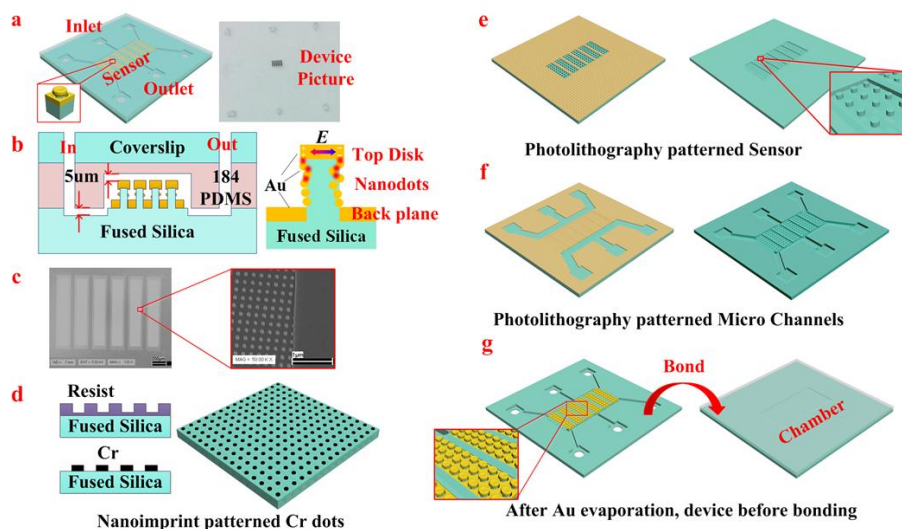 a
Inlet
Sensor
Outlet
Device
Picture
b
In
Out
Coverslip
5um
184
PDMS
Fused Silica
E
Top Disk
Au
Nanodots
Back plane
Fused Silica
c
d
Resist
Fused Silica
Cr
Fused Silica
Nanoimprint patterned Cr dots
e
Photolithography patterned Sensor
f
Photolithography patterned Micro Channels
g
Bond
Chamber
After Au evaporation, device before bonding